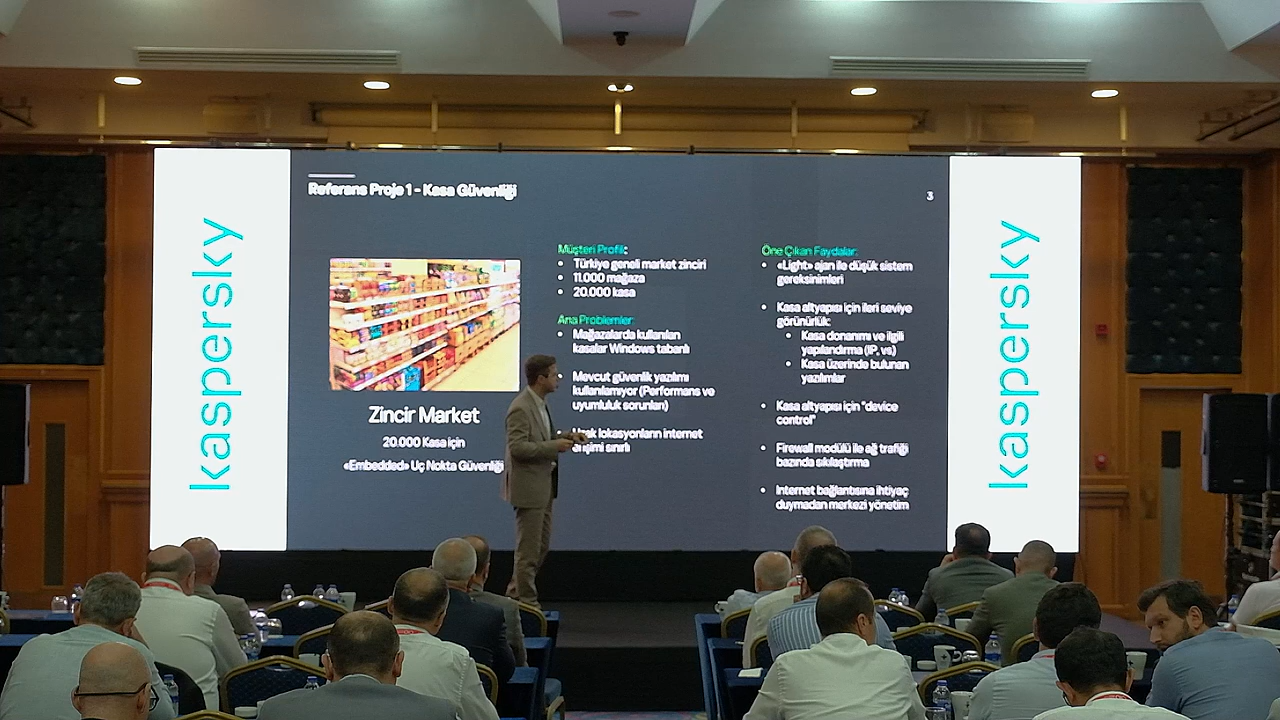 kaspersky
Referans Proje 1 - Kasa Güvenliği
3
Zincir Market
20.000 Kasa için
«Embedded» Uç Nokta Güvenliği
Müşteri Profili:
• Türkiye geneli market zinciri
• 11.000 mağaza
• 20.000 kasa
Ana Problemler:
• Mağazalarda kullanılan
kasalar Windows tabanlı
• Mevcut güvenlik yazılımı
kullanılamıyor (Performans ve
uyumluluk sorunları)
lokasyonların internet
sınırlı
Öne Çıkan Faydalar:
• «Light» ajan ile düşük sistem
gereksinimleri
• Kasa altyapısı için ileri seviye
görünürlük:
• Kasa donanımı ve ilgili
yapılandırma (IP, vs)
• Kasa üzerinde bulunan
yazılımlar
• Kasa altyapısı için "device
control"
• Firewall modülü ile ağ trafiği
bazında sıkılaştırma
• Internet bağlantısına ihtiyaç
duymadan merkezi yönetim
kaspersky